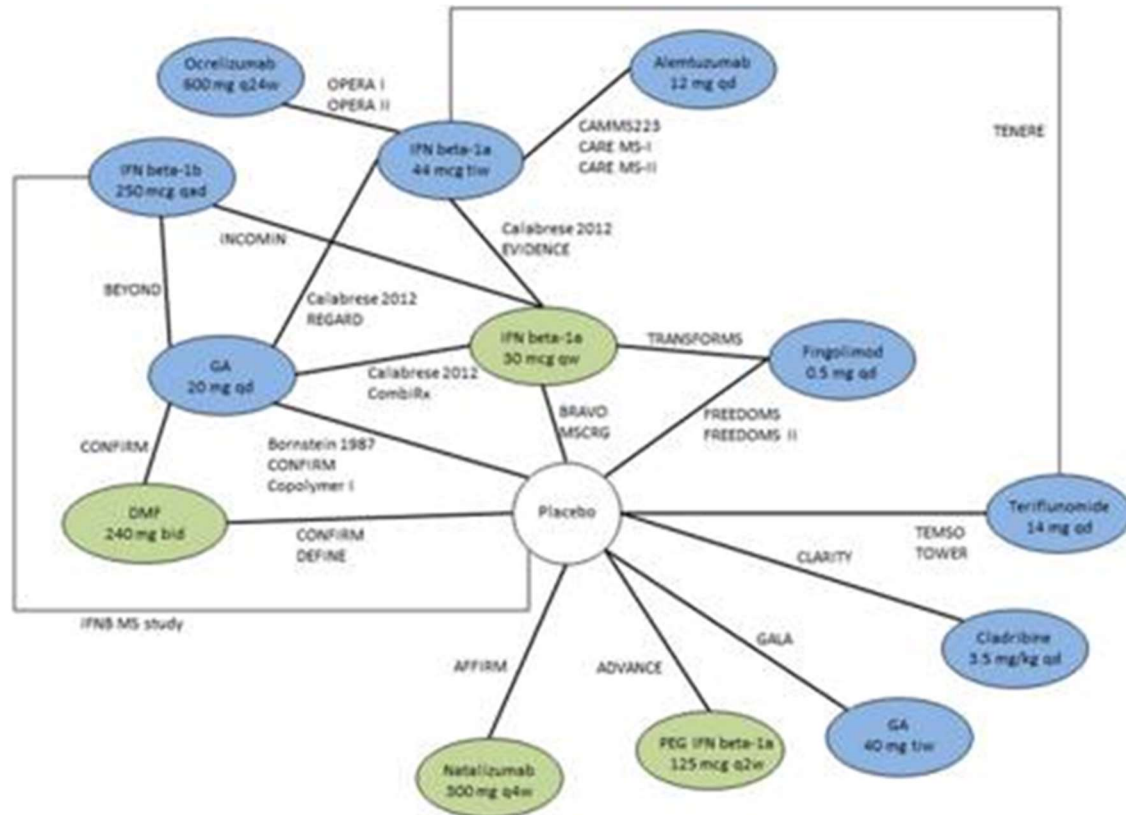 Ocrelizumab
600 mg q24w
OPERA I
OPERA II
Alemtuzumab
12 mg qd
TENERE
IFN beta-1a
44 mcg tiw
CAMMS223
CARE MS-I
CARE MS-II
IFN beta-1b
250 mcg qad
INCOMIN
Calabrese 2012
EVIDENCE
BEYOND
Calabrese 2012
REGARD
IFN beta-1a
30 mcg qw
TRANSFORMS
Fingolimod
0.5 mg qd
GA
20 mg qd
Calabrese 2012
CombiRx
BRAVO
MSCRG
FREEDOMS
FREEDOMS II
CONFIRM
Bornstein 1987
CONFIRM
Copolymer I
DMF
240 mg bid
CONFIRM
DEFINE
Placebo
Teriflunomide
14 mg qd
TEMSO
TOWER
CLARITY
IFNB MS study
Cladribine
3.5 mg/kg qd
GALA
AFFIRM
ADVANCE
GA
40 mg tiw
PEG IFN beta-1a
125 mcg q2w
Natalizumab
300 mg q4w